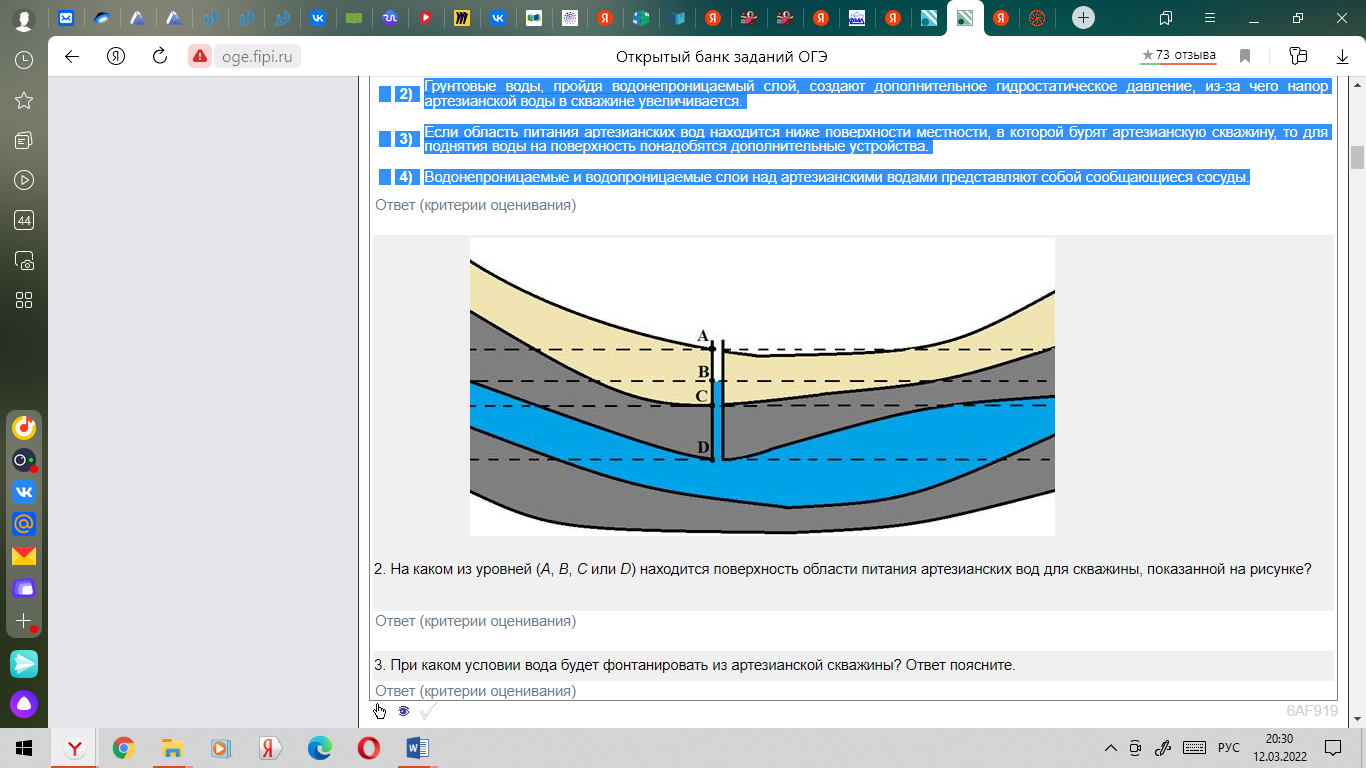 oge.fipi.ru
Открытый банк заданий ОГЭ
★73 отзыва
44
2) Грунтовые воды, пройдя водонепроницаемый слой, создают дополнительное гидростатическое давление, из-за чего напор
артезианской воды в скважине увеличивается.
3) Если область питания артезианских вод находится ниже поверхности местности, в которой бурят артезианскую скважину, то для
поднятия воды на поверхность понадобятся дополнительные устройства.
4) Водонепроницаемые и водопроницаемые слои над артезианскими водами представляют собой сообщающиеся сосуды.
Ответ (критерии оценивания)
A
B
C
D
2. На каком из уровней (A, B, C или D) находится поверхность области питания артезианских вод для скважины, показанной на рисунке?
Ответ (критерии оценивания)
3. При каком условии вода будет фонтанировать из артезианской скважины? Ответ поясните.
Ответ (критерии оценивания)
6AF919
РУС
20:30
12.03.2022